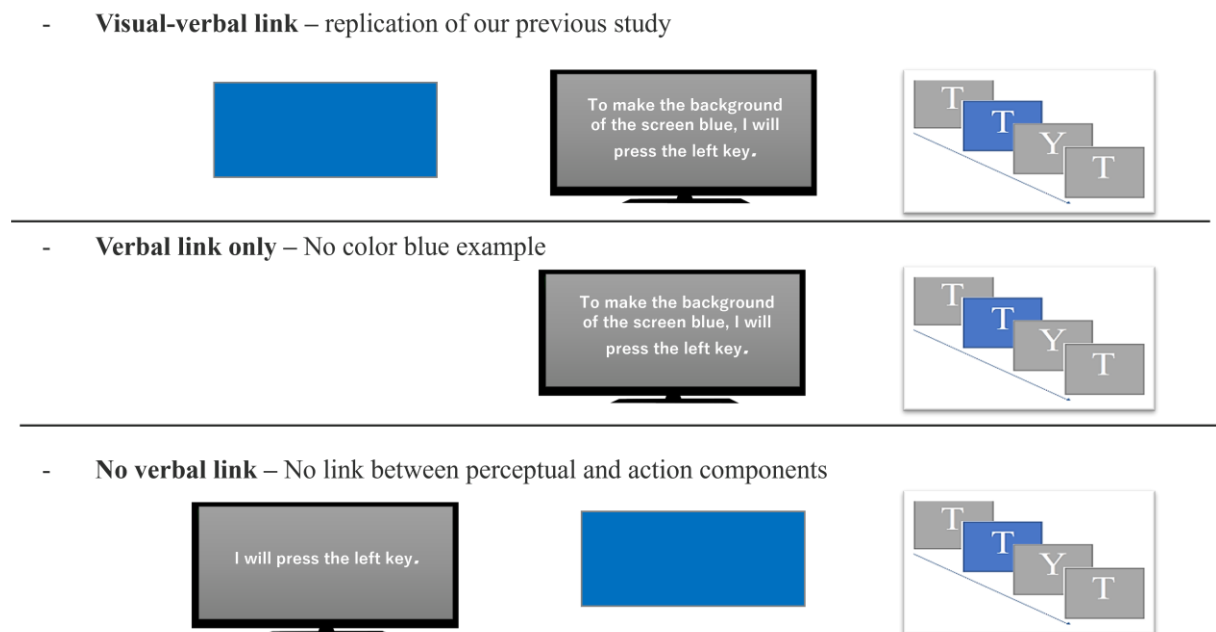 - Visual-verbal link – replication of our previous study
To make the background
of the screen blue, I will
press the left key.
T
T
Y
T
- Verbal link only – No color blue example
To make the background
of the screen blue, I will
press the left key.
T
T
Y
T
- No verbal link – No link between perceptual and action components
I will press the left key.
T
T
Y
T